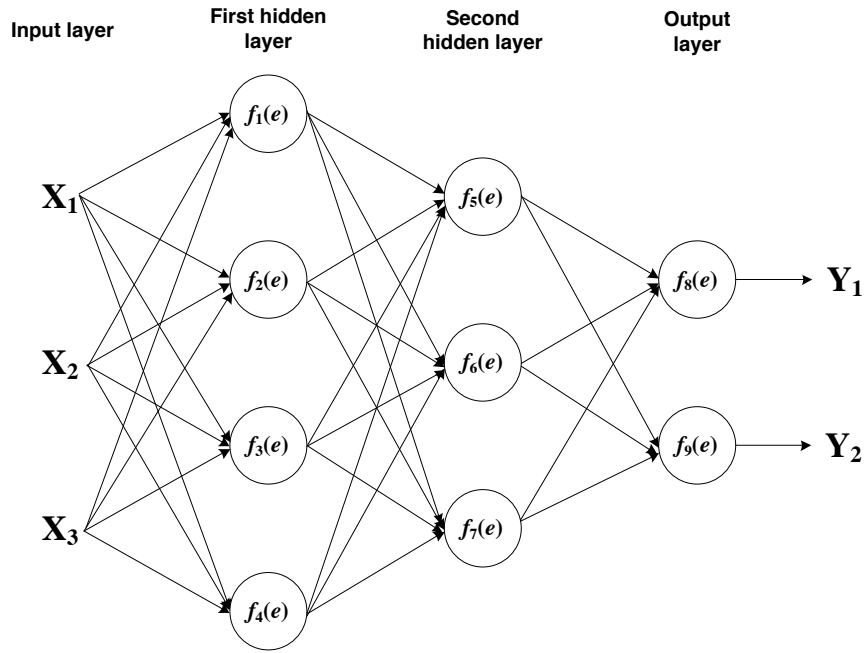 Input layer
First hidden
layer
Second
hidden layer
Output
layer
X₁
X₂
X₃
f₁(e)
f₂(e)
f₃(e)
f₄(e)
f₅(e)
f₆(e)
f₇(e)
f₈(e)
f₉(e)
Y₁
Y₂